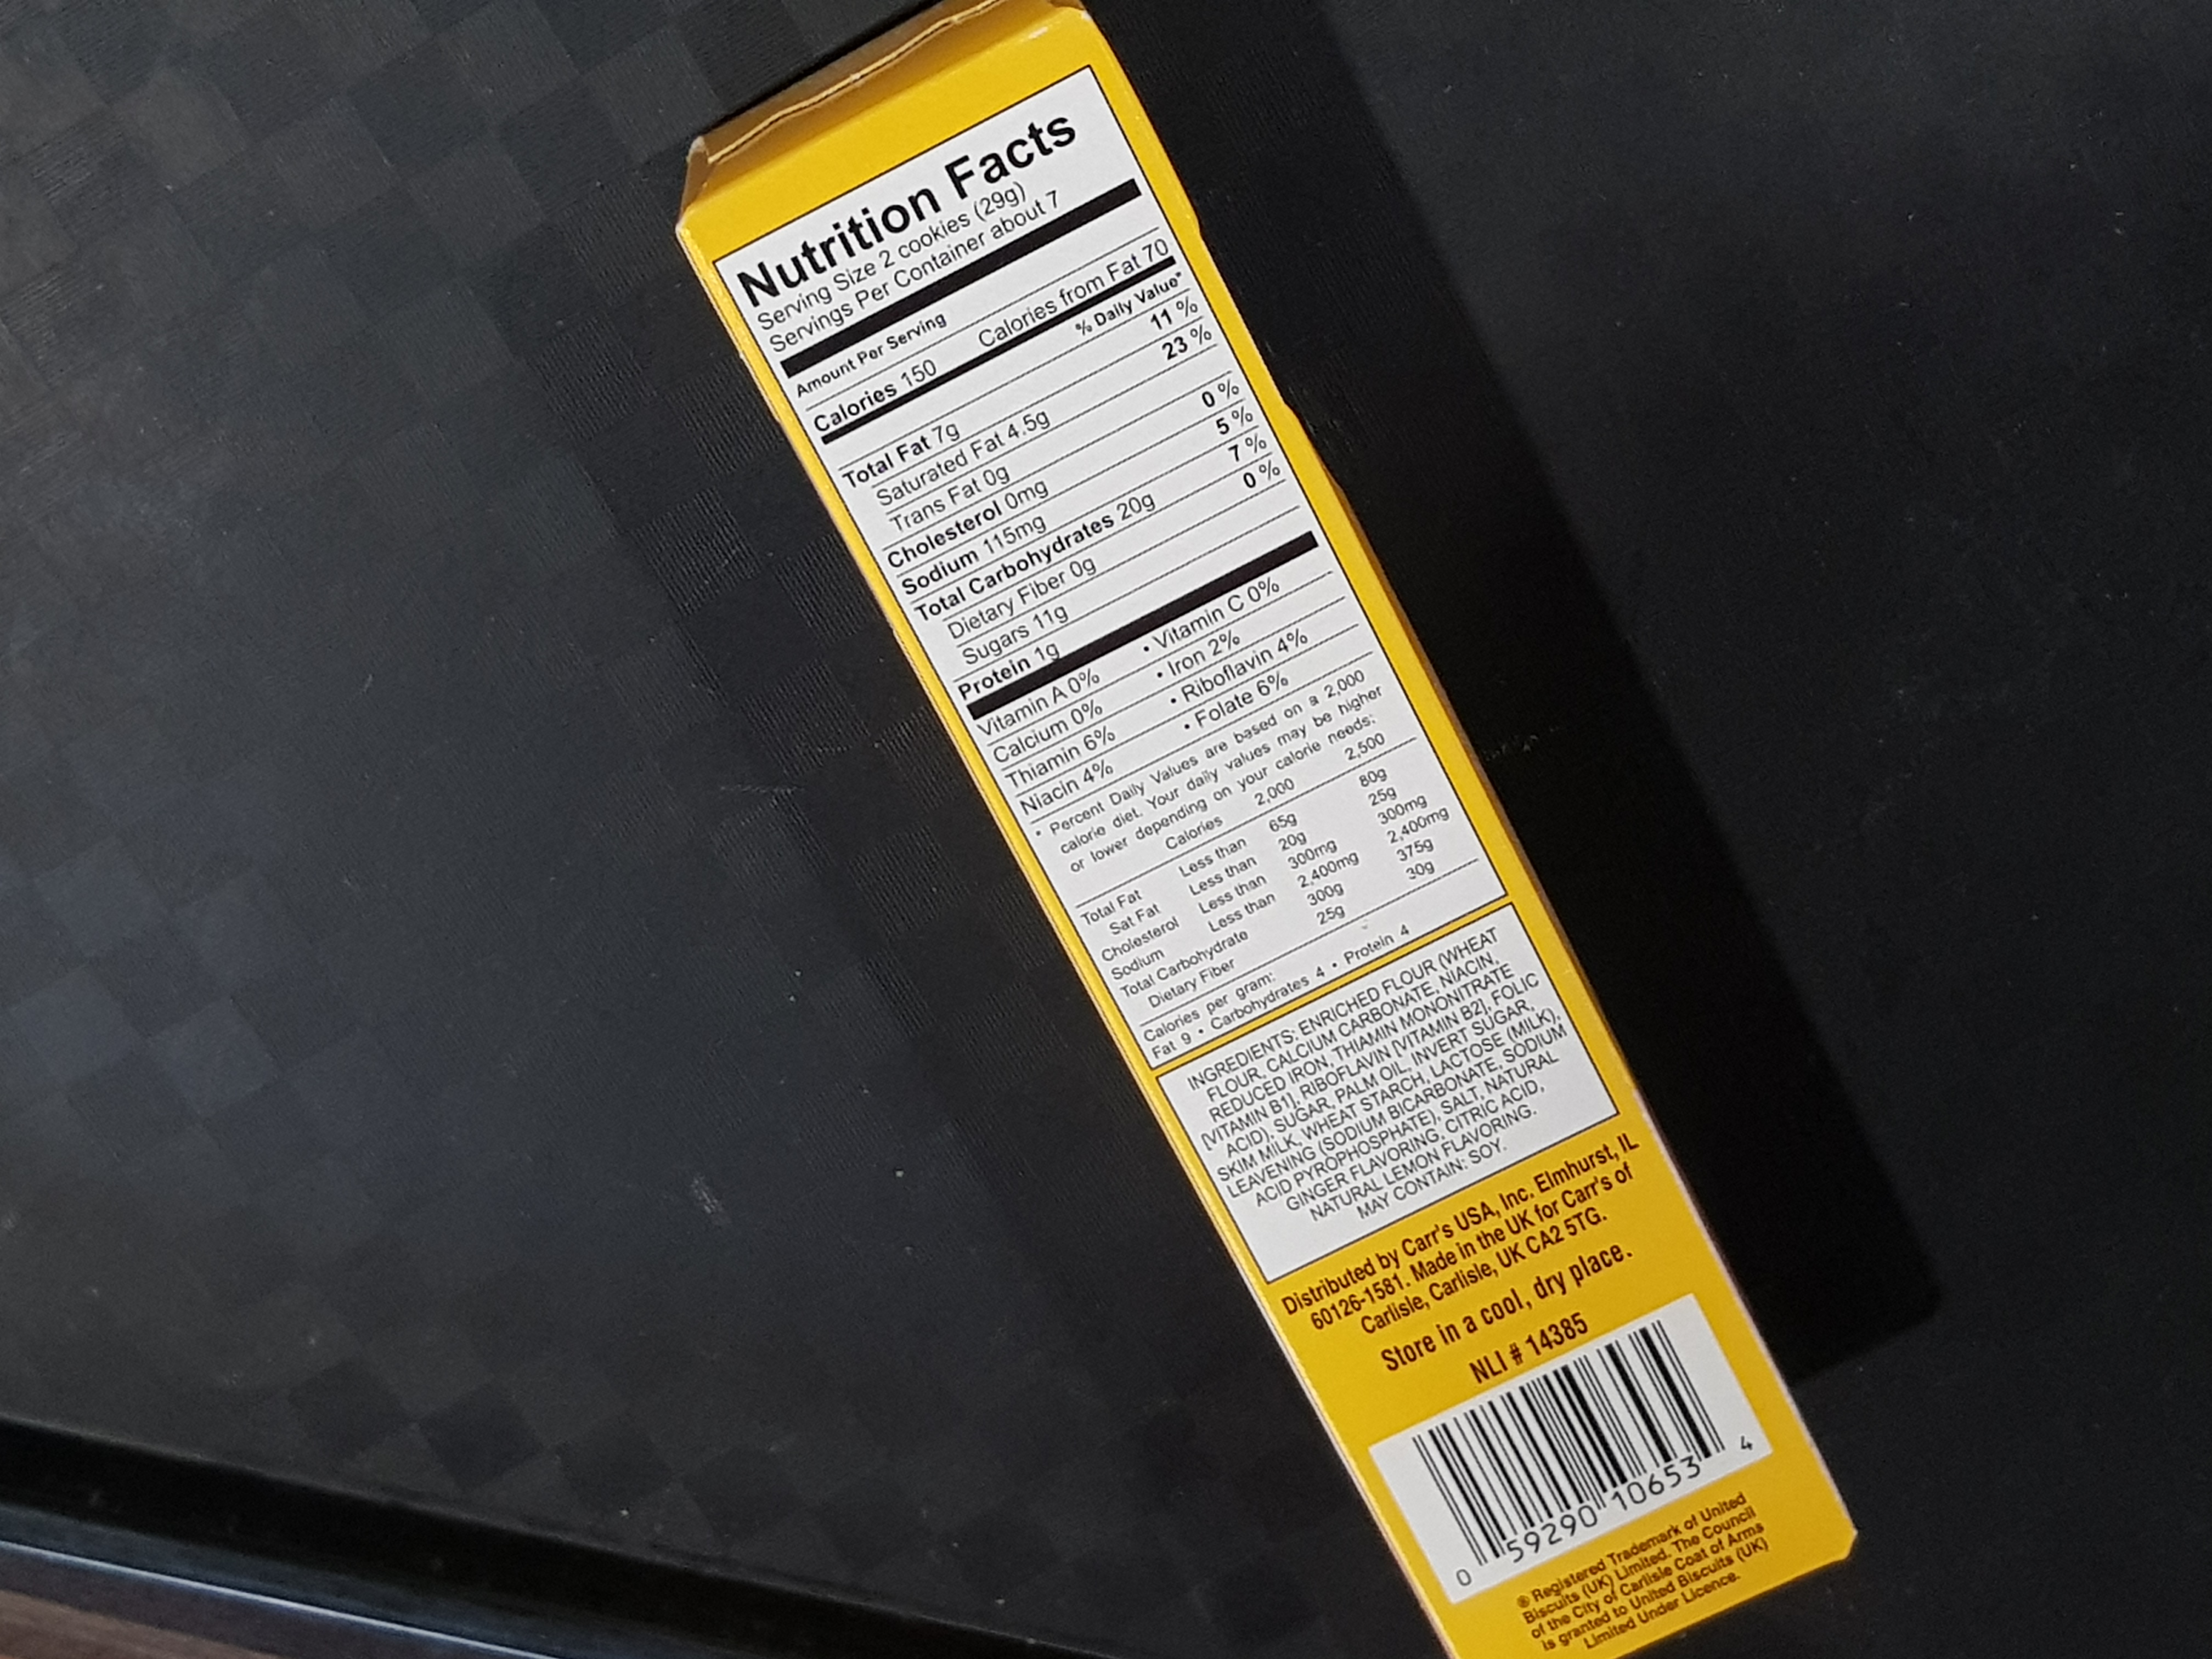 Nutrition Facts
Serving Size 2 cookies (29g)
Servings Per Container about 7
Amount Per Serving
Calories 150 Calories from Fat 70
% Daily Value*
Total Fat 7g 11%
Saturated Fat 4.5g 23%
Trans Fat 0g
Cholesterol 0mg 0%
Sodium 115mg 5%
Total Carbohydrates 20g 7%
Dietary Fiber 0g 0%
Sugars 11g
Protein 1g
Vitamin A 0% • Vitamin C 0%
Calcium 0% • Iron 2%
Thiamin 6% • Riboflavin 4%
Niacin 4% • Folate 6%
* Percent Daily Values are based on a 2,000
calorie diet. Your daily values may be higher
or lower depending on your calorie needs:
Calories 2,000 2,500
Total Fat Less than 65g 80g
Sat Fat Less than 20g 25g
Cholesterol Less than 300mg 300mg
Sodium Less than 2,400mg 2,400mg
Total Carbohydrate 300g 375g
Dietary Fiber 25g 30g
Calories per gram:
Fat 9 • Carbohydrates 4 • Protein 4
INGREDIENTS: ENRICHED FLOUR (WHEAT
FLOUR, CALCIUM CARBONATE, NIACIN,
REDUCED IRON, THIAMIN MONONITRATE
[VITAMIN B1], RIBOFLAVIN [VITAMIN B2], FOLIC
ACID), SUGAR, PALM OIL, INVERT SUGAR,
SKIM MILK, WHEAT STARCH, LACTOSE (MILK),
LEAVENING (SODIUM BICARBONATE, SODIUM
ACID PYROPHOSPHATE), SALT, NATURAL
GINGER FLAVORING, CITRIC ACID,
NATURAL LEMON FLAVORING.
MAY CONTAIN: SOY.
Distributed by Carr's USA, Inc. Elmhurst, IL
60126-1581. Made in the UK for Carr's of
Carlisle, Carlisle, UK CA2 5TG.
Store in a cool, dry place.
NLI # 14385
0 59290 10653 4
® Registered Trademark of United
Biscuits (UK) Limited. The Council
of the City of Carlisle Coat of Arms
is granted to United Biscuits (UK)
Limited Under Licence.